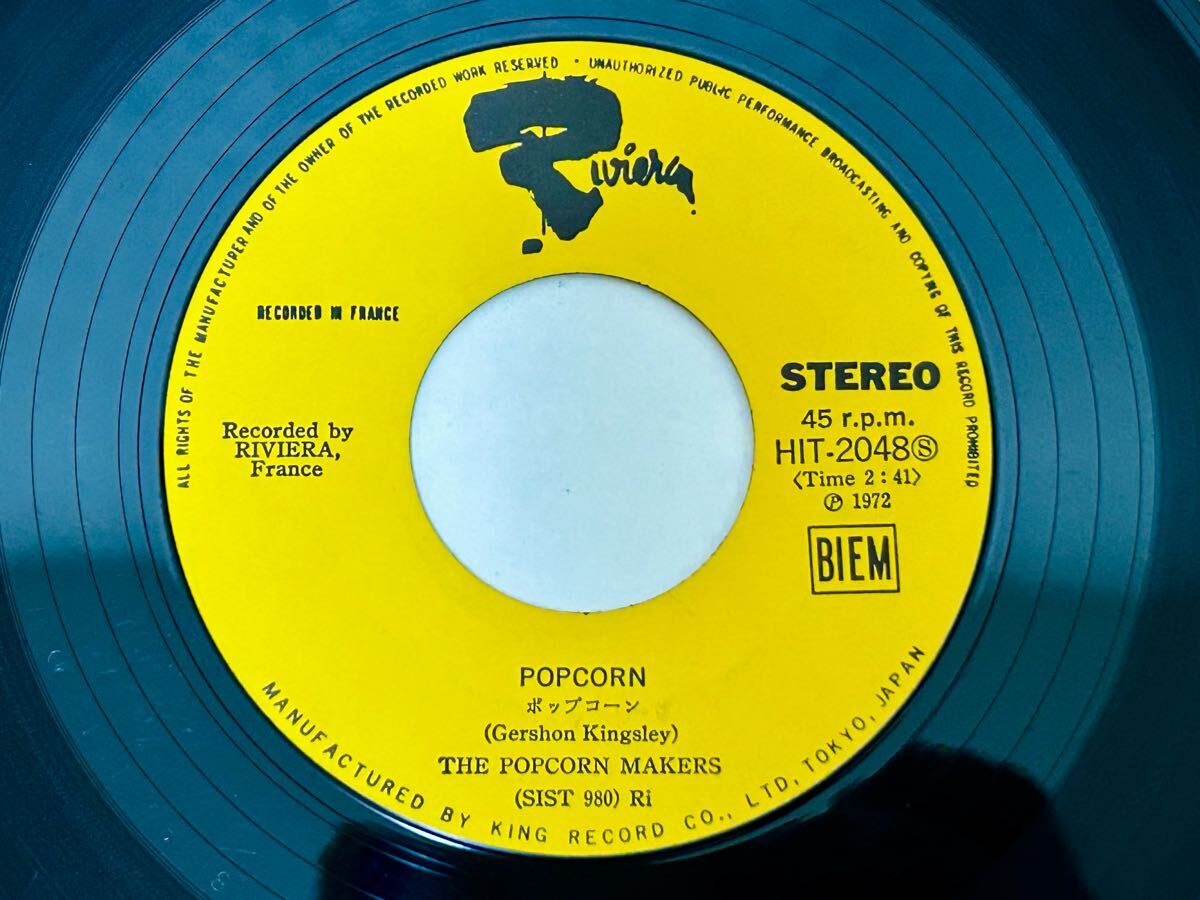 ALL RIGHTS OF THE MANUFACTURER AND OF THE OWNER OF THE RECORDED WORK RESERVED • UNAUTHORIZED PUBLIC PERFORMANCE BROADCASTING AND COPYING OF THIS RECORD PROHIBITED
Riviera
RECORDED IN FRANCE
Recorded by
RIVIERA,
France
STEREO
45 r.p.m.
HIT-2048Ⓢ
〈Time 2 : 41〉
Ⓟ 1972
BIEM
POPCORN
ポップコーン
(Gershon Kingsley)
THE POPCORN MAKERS
(SIST 980) Ri
MANUFACTURED BY KING RECORD CO., LTD, TOKYO, JAPAN